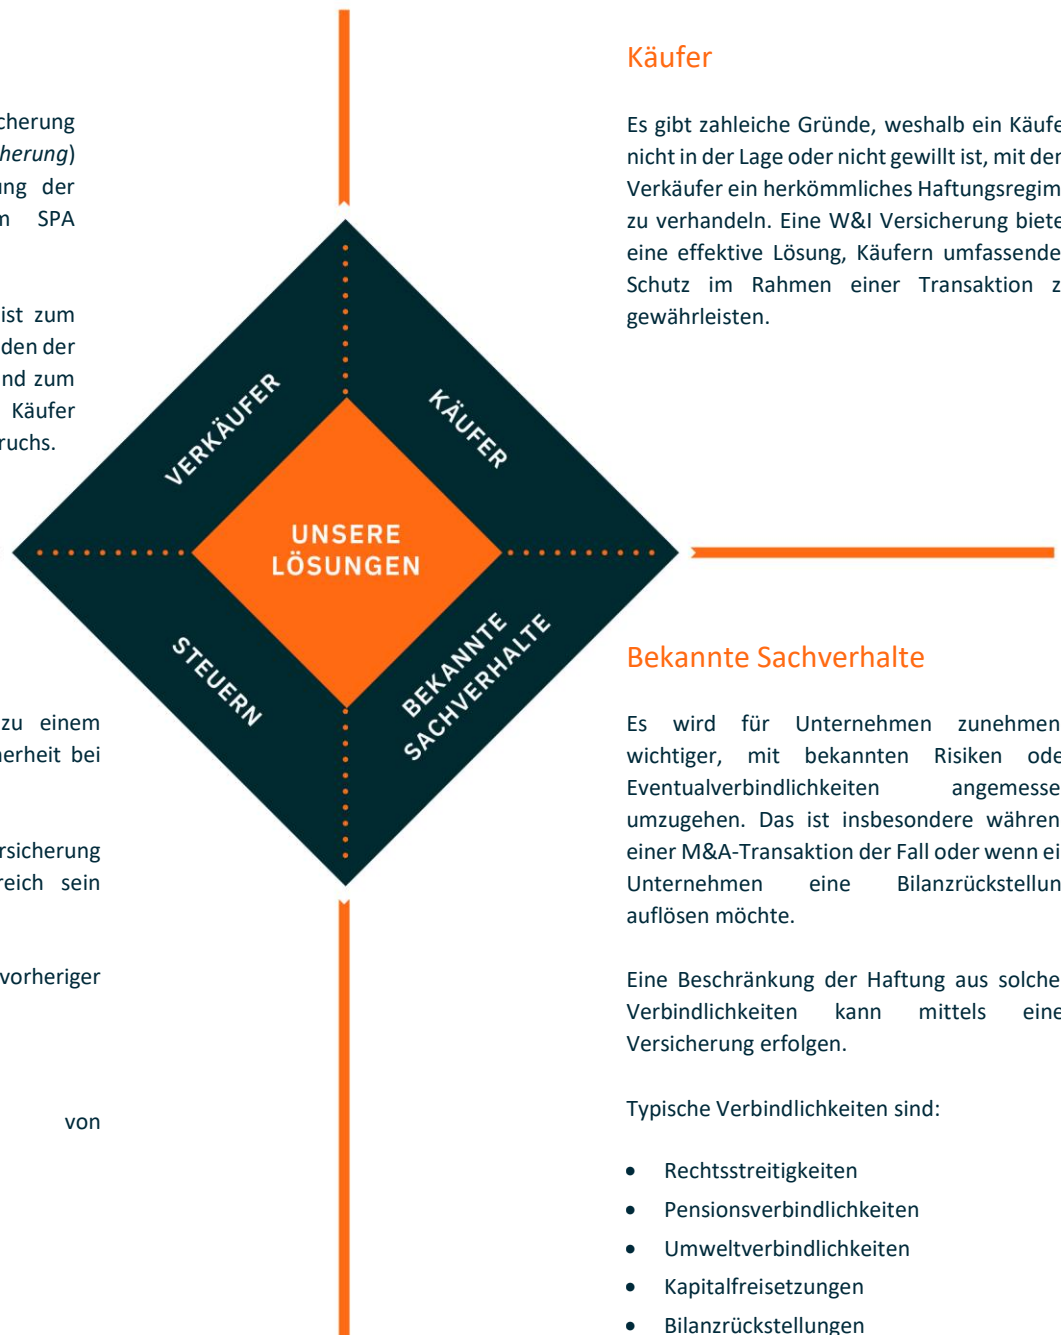 cherung
herung)
ung der
m SPA
ist zum
den der
nd zum
Käufer
ruchs.
Käufer
Es gibt zahleiche Gründe, weshalb ein Käufe
nicht in der Lage oder nicht gewillt ist, mit der
Verkäufer ein herkömmliches Haftungsregim
zu verhandeln. Eine W&I Versicherung biete
eine effektive Lösung, Käufern umfassende
Schutz im Rahmen einer Transaktion z
gewährleisten.
VERKÄUFER
KÄUFER
UNSERE
LÖSUNGEN
STEUERN
BEKANNTE
SACHVERHALTE
zu einem
erheit bei
rsicherung
reich sein
vorheriger
von
Bekannte Sachverhalte
Es wird für Unternehmen zunehmen
wichtiger, mit bekannten Risiken ode
Eventualverbindlichkeiten angemesse
umzugehen. Das ist insbesondere währen
einer M&A-Transaktion der Fall oder wenn ei
Unternehmen eine Bilanzrückstellun
auflösen möchte.
Eine Beschränkung der Haftung aus solche
Verbindlichkeiten kann mittels eine
Versicherung erfolgen.
Typische Verbindlichkeiten sind:
• Rechtsstreitigkeiten
• Pensionsverbindlichkeiten
• Umweltverbindlichkeiten
• Kapitalfreisetzungen
• Bilanzrückstellungen